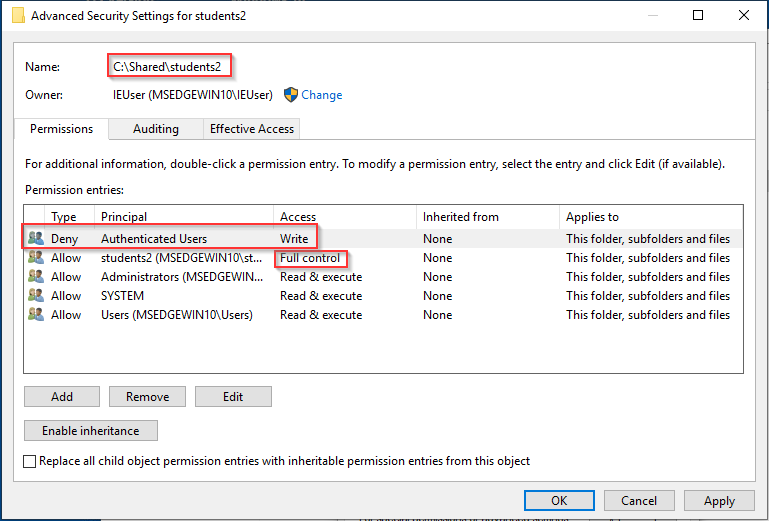 Advanced Security Settings for students2
Name: C:\Shared\students2
Owner: IEUser (MSEDGEWIN10\IEUser) Change
Permissions Auditing Effective Access
For additional information, double-click a permission entry. To modify a permission entry, select the entry and click Edit (if available).
Permission entries:
Type Principal Access Inherited from Applies to
Deny Authenticated Users Write None This folder, subfolders and files
Allow students2 (MSEDGEWIN10\st... Full control None This folder, subfolders and files
Allow Administrators (MSEDGEWIN... Read & execute None This folder, subfolders and files
Allow SYSTEM Read & execute None This folder, subfolders and files
Allow Users (MSEDGEWIN10\Users) Read & execute None This folder, subfolders and files
Add Remove Edit
Enable inheritance
Replace all child object permission entries with inheritable permission entries from this object
OK Cancel Apply